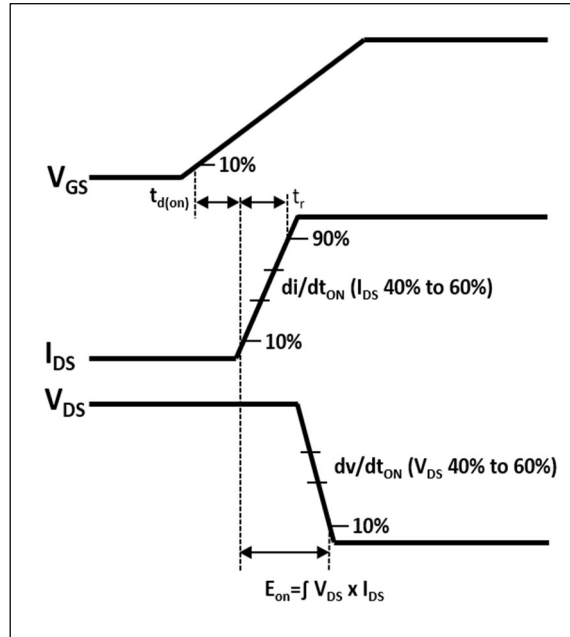 10%
V_GS
t_d(on)
t_r
90%
di/dt_ON (I_DS 40% to 60%)
10%
I_DS
V_DS
dv/dt_ON (V_DS 40% to 60%)
10%
E_on=∫ V_DS x I_DS